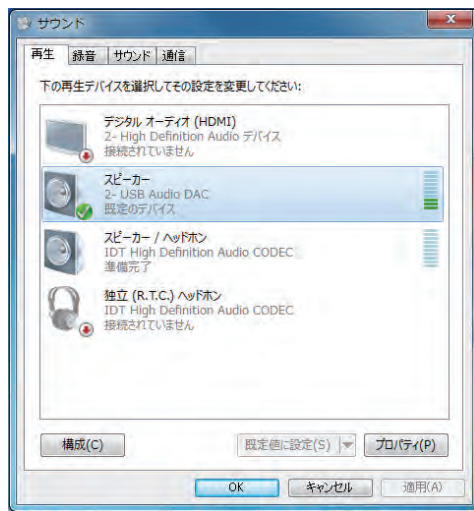 サウンド
再生 録音 サウンド 通信
下の再生デバイスを選択してその設定を変更してください:
デジタル オーディオ (HDMI)
2- High Definition Audio デバイス
接続されていません
スピーカー
2- USB Audio DAC
既定のデバイス
スピーカー / ヘッドホン
IDT High Definition Audio CODEC
準備完了
独立 (R.T.C.) ヘッドホン
IDT High Definition Audio CODEC
接続されていません
構成(C) 既定値に設定(S) プロパティ(P)
OK キャンセル 適用(A)